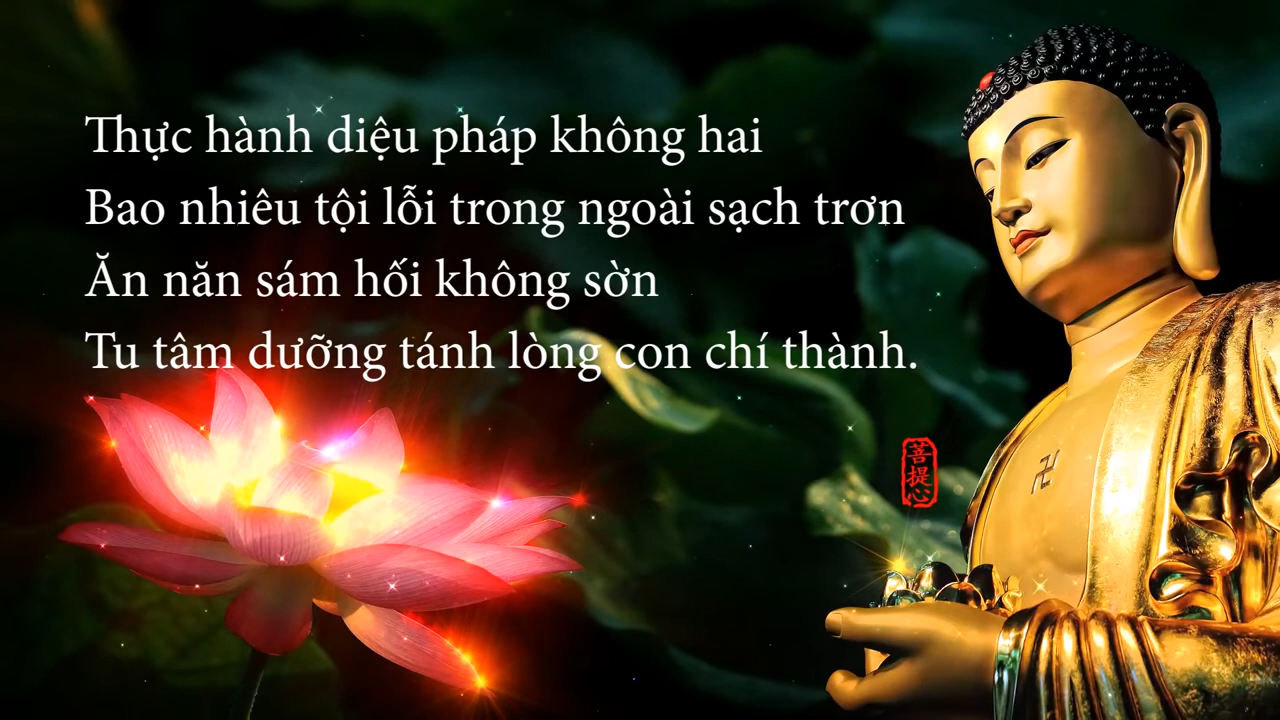 Thực hành diệu pháp không hai
Bao nhiêu tội lỗi trong ngoài sạch trơn
Ăn năn sám hối không sờn
Tu tâm dưỡng tánh lòng con chí thành.
菩提心